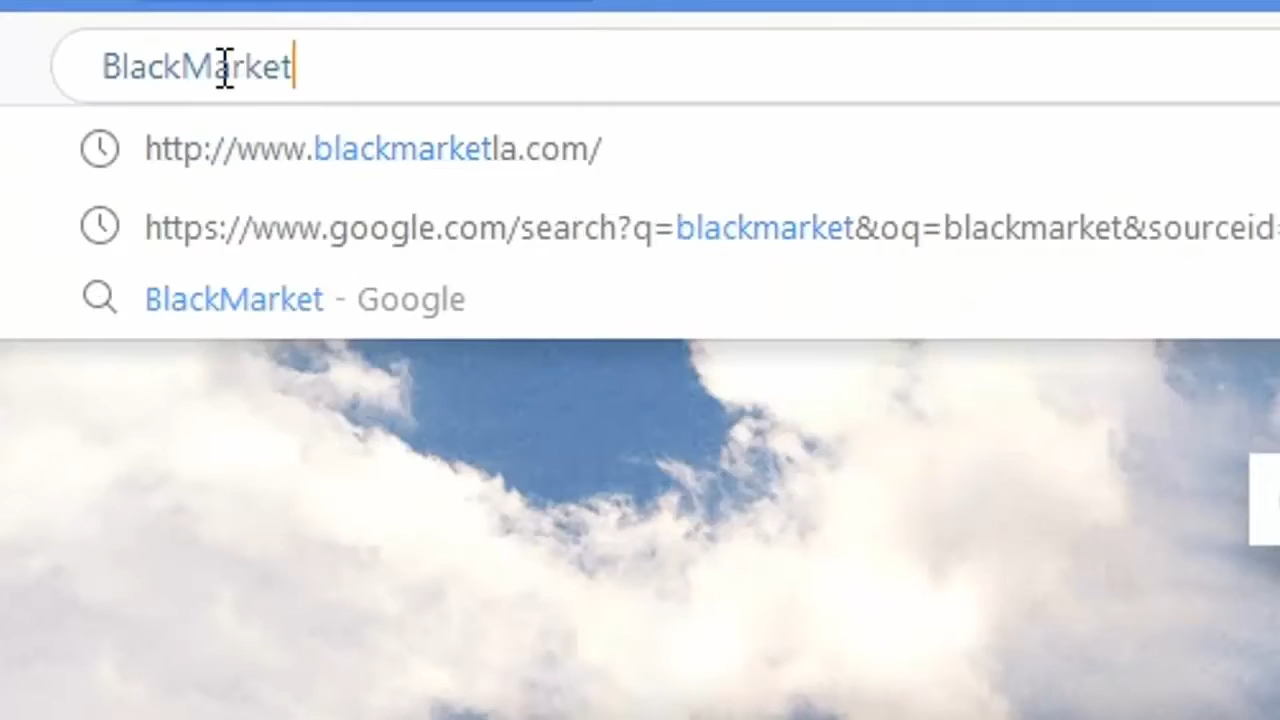 BlackMarket
http://www.blackmarketla.com/
https://www.google.com/search?q=blackmarket&oq=blackmarket&sourceid=
BlackMarket - Google